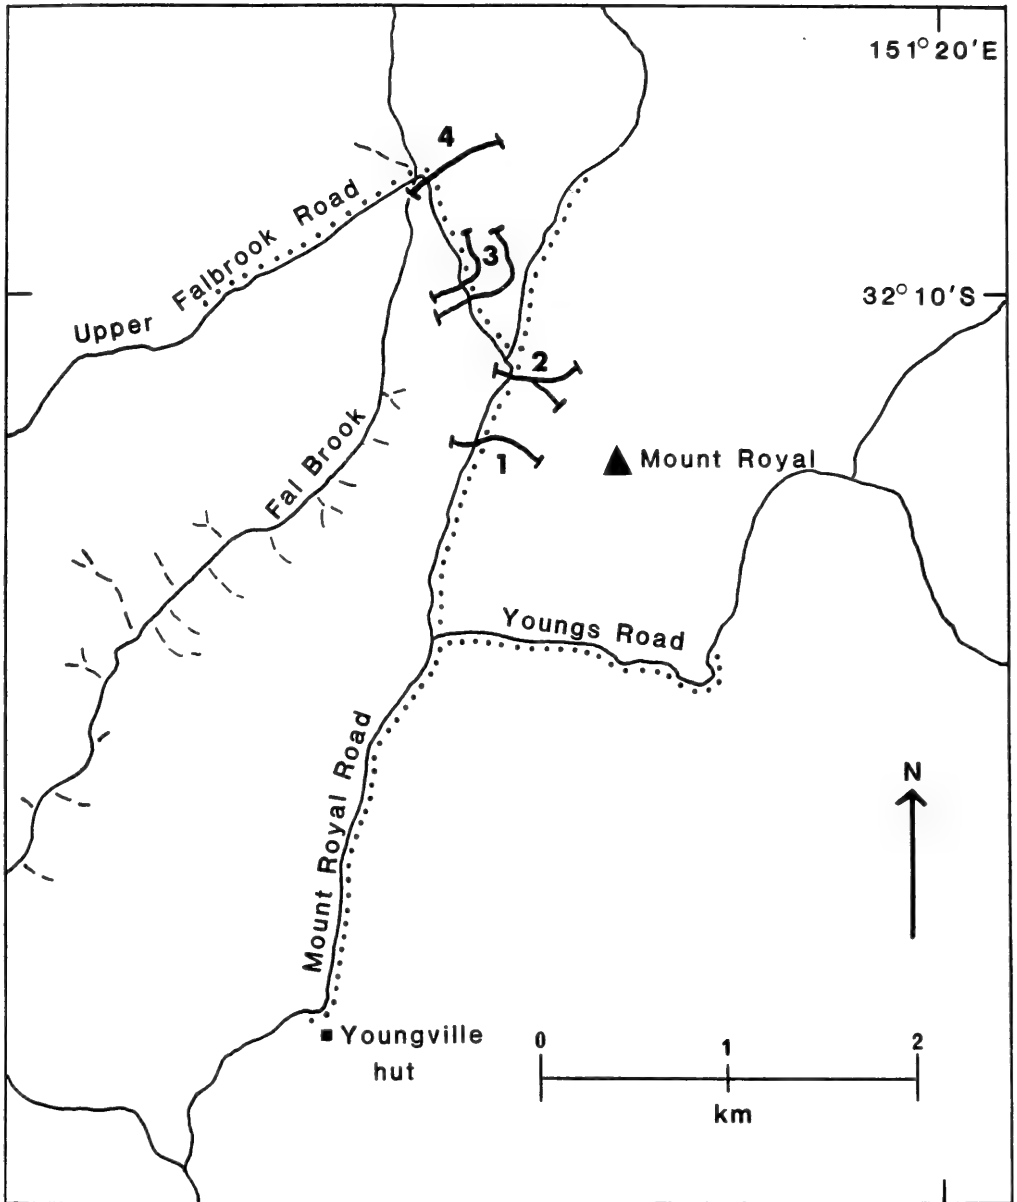 151°20'E
4
Upper Falbrook Road
3
32°10'S
2
Fal Brook
1
Mount Royal
Youngs Road
Mount Royal Road
N
Youngville
hut
0 1 2
km